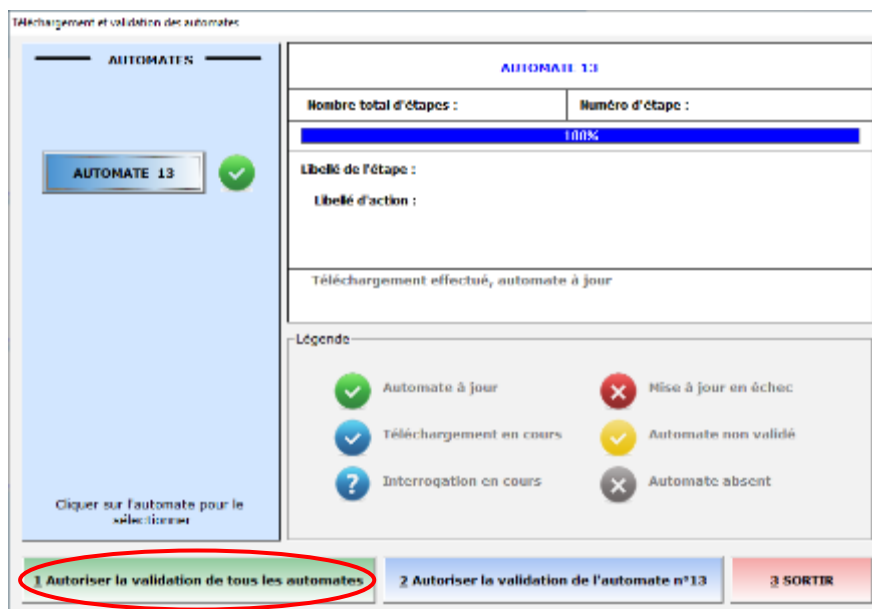 Téléchargement et validation des automates
AUTOMATES
AUTOMATE 13
Cliquer sur l'automate pour le
sélectionner
AUTOMATE 13
Nombre total d'étapes :
Numéro d'étape :
100%
Libellé de l'étape :
Libellé d'action :
Téléchargement effectué, automate à jour
Légende
Automate à jour
Mise à jour en échec
Téléchargement en cours
Automate non validé
Interrogation en cours
Automate absent
1 Autoriser la validation de tous les automates
2 Autoriser la validation de l'automate n°13
3 SORTIR